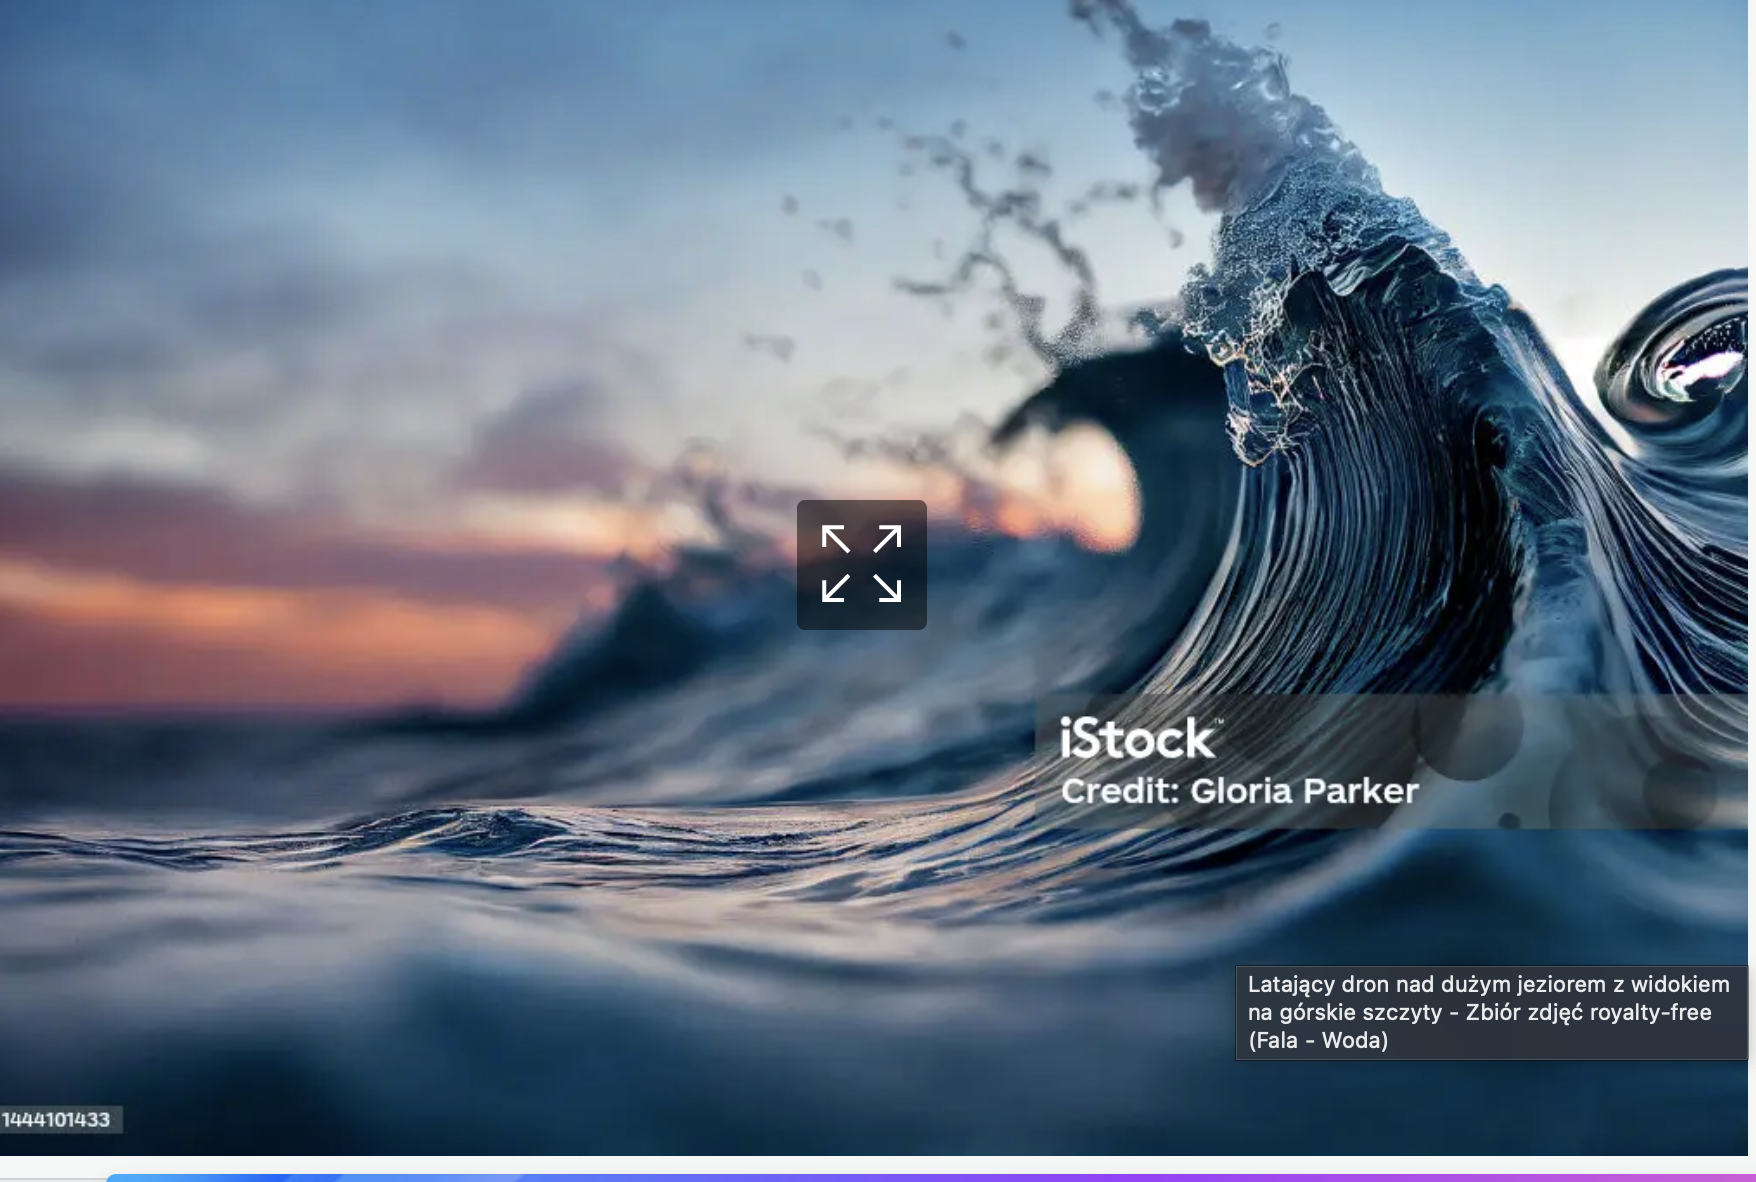 iStock™
Credit: Gloria Parker
Latający dron nad dużym jeziorem z widokiem
na górskie szczyty - Zbiór zdjęć royalty-free
(Fala - Woda)
1444101433